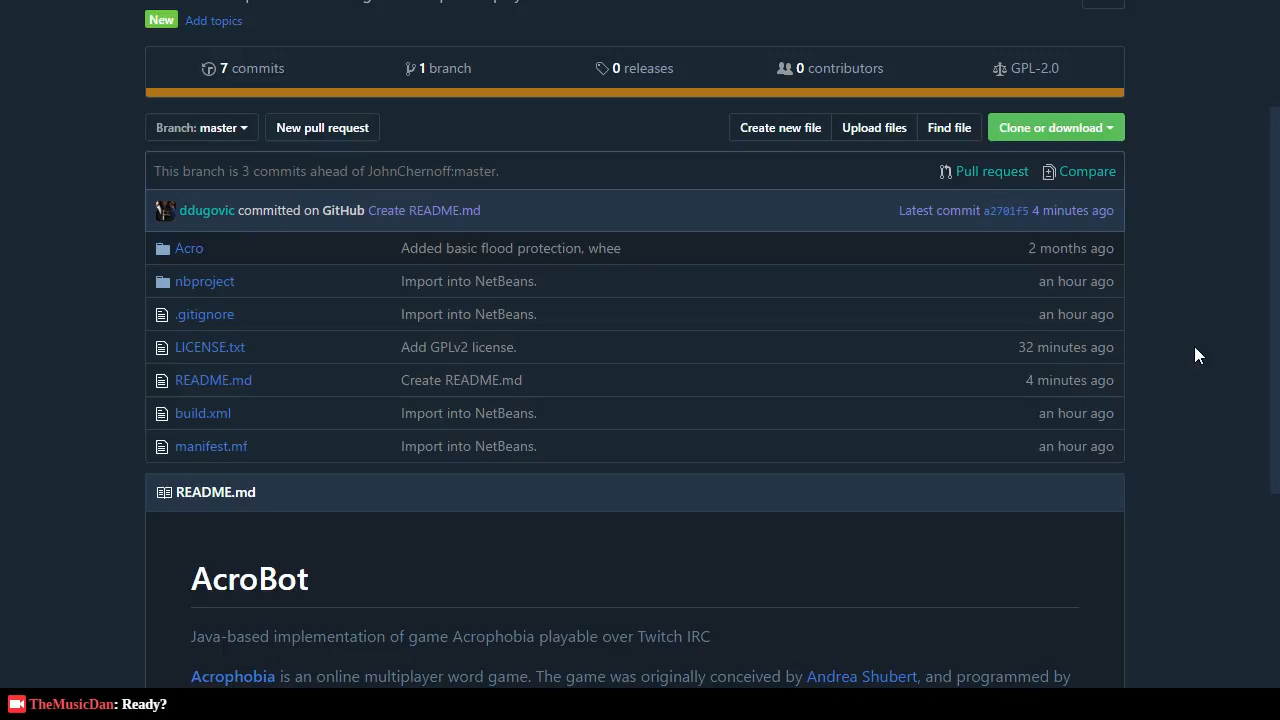 New Add topics
7 commits 1 branch 0 releases 0 contributors GPL-2.0
Branch: master New pull request Create new file Upload files Find file Clone or download
This branch is 3 commits ahead of JohnChernoff:master. Pull request Compare
ddugovic committed on GitHub Create README.md Latest commit a2701f5 4 minutes ago
Acro Added basic flood protection, whee 2 months ago
nbproject Import into NetBeans. an hour ago
.gitignore Import into NetBeans. an hour ago
LICENSE.txt Add GPLv2 license. 32 minutes ago
README.md Create README.md 4 minutes ago
build.xml Import into NetBeans. an hour ago
manifest.mf Import into NetBeans. an hour ago
README.md
AcroBot
Java-based implementation of game Acrophobia playable over Twitch IRC
Acrophobia is an online multiplayer word game. The game was originally conceived by Andrea Shubert, and programmed by
TheMusicDan: Ready?